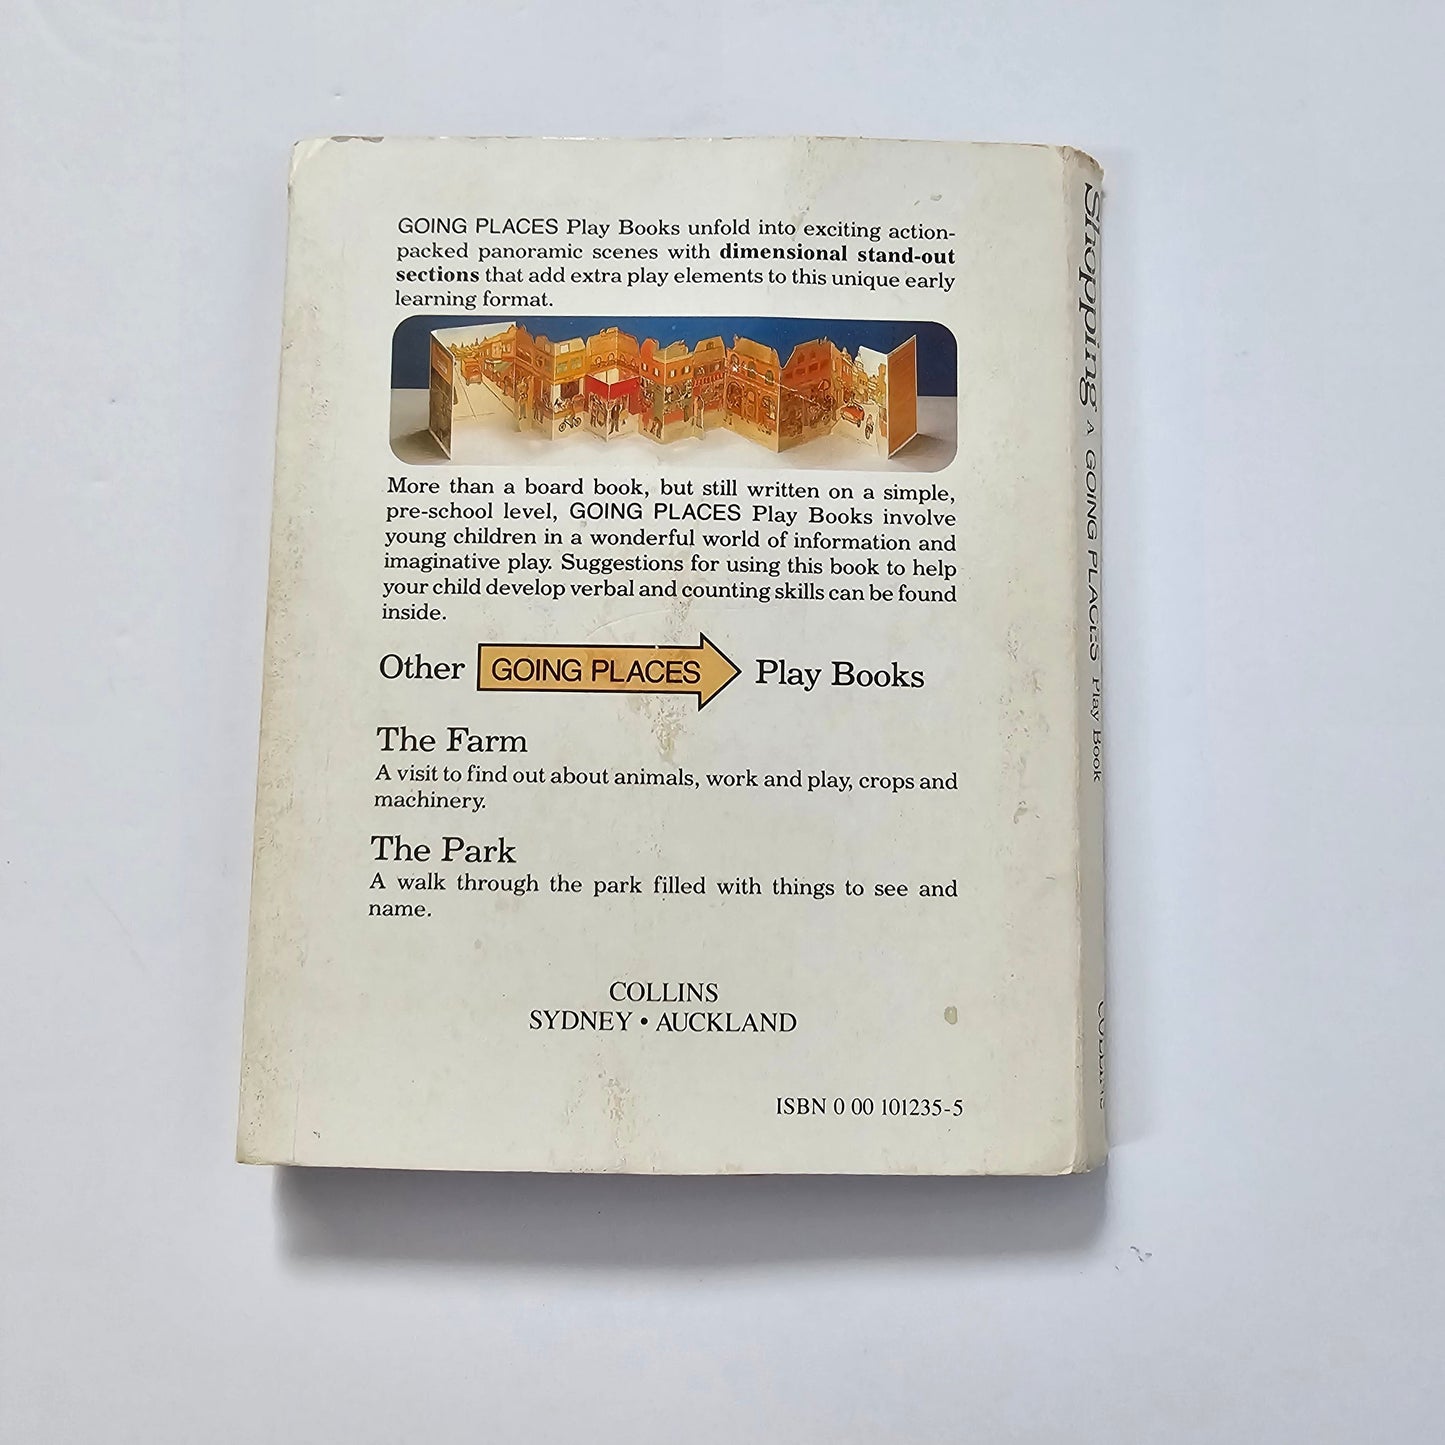 GOING PLACES Play Books unfold into exciting action-
packed panoramic scenes with dimensional stand-out
sections that add extra play elements to this unique early
learning format.
More than a board book, but still written on a simple,
pre-school level, GOING PLACES Play Books involve
young children in a wonderful world of information and
imaginative play. Suggestions for using this book to help
your child develop verbal and counting skills can be found
inside.
Other GOING PLACES Play Books
The Farm
A visit to find out about animals, work and play, crops and
machinery.
The Park
A walk through the park filled with things to see and
name.
COLLINS
SYDNEY • AUCKLAND
ISBN 0 00 101235-5
Shopping A GOING PLACES Play Book COLLINS